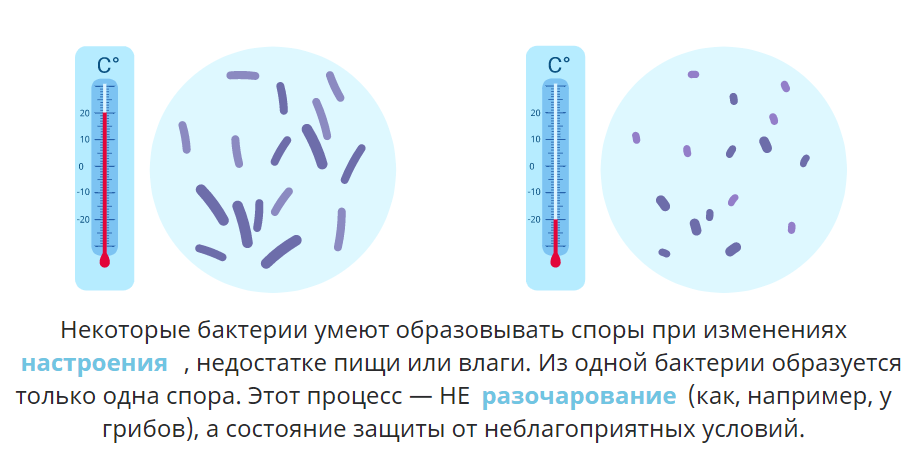 C°
20
10
0
-10
-20
C°
20
10
0
-10
-20
Некоторые бактерии умеют образовывать споры при изменениях
настроения , недостатке пищи или влаги. Из одной бактерии образуется
только одна спора. Этот процесс — НЕ разочарование (как, например, у
грибов), а состояние защиты от неблагоприятных условий.